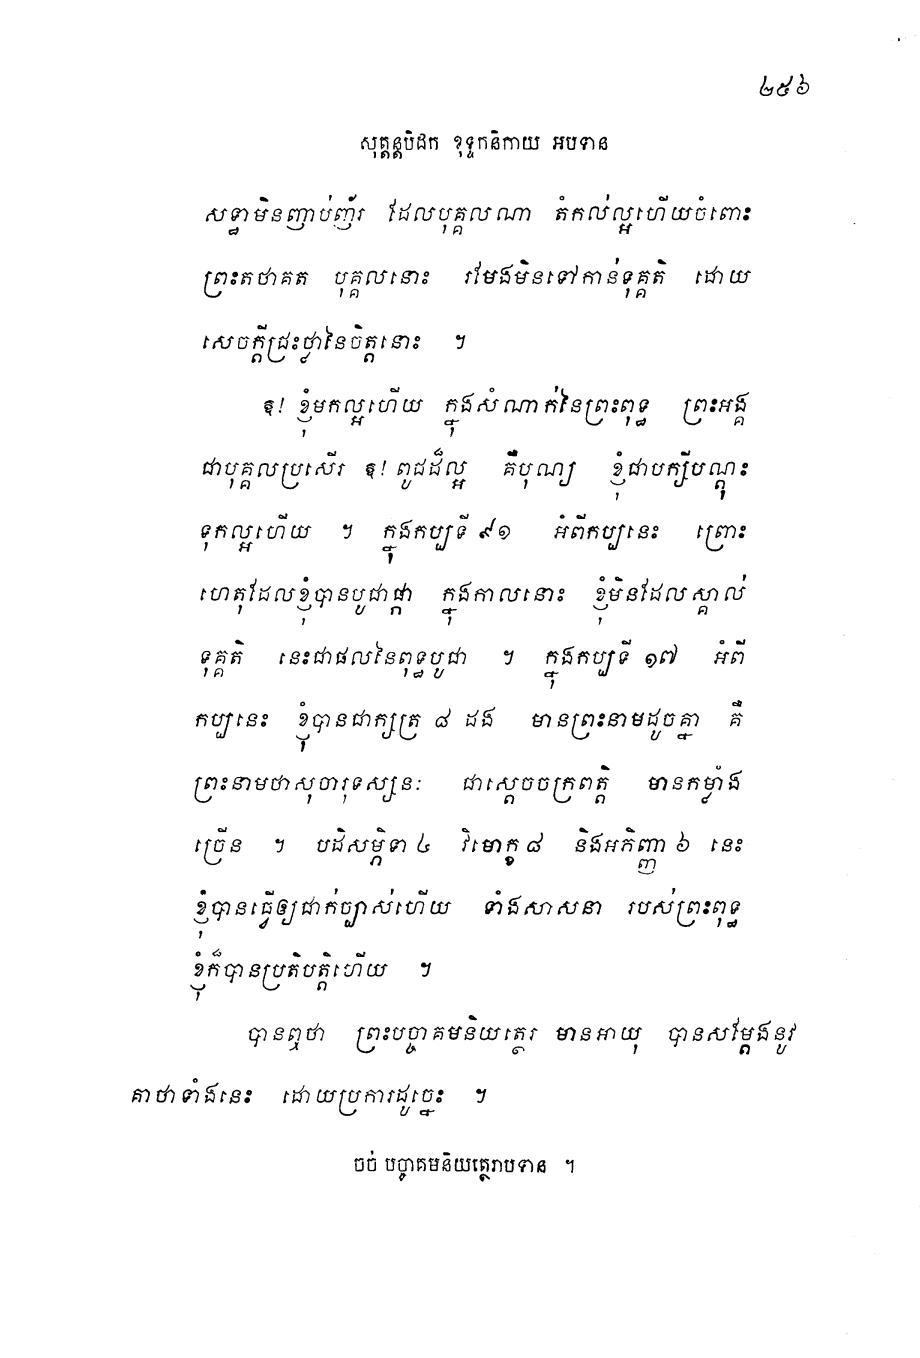 ២៥៦
សុត្តន្តបិដក ខុទ្ទកនិកាយ អបទាន
សទ្ធាមិនញាប់ញ័រ ដែលបុគ្គលណា តំកល់ល្អហើយចំពោះ
ព្រះតថាគត បុគ្គលនោះ រមែងមិនទៅកាន់ទុគ្គតិ ដោយ
សេចក្តីជ្រះថ្លានៃចិត្តនោះ ។
ឱ! ខ្ញុំមកល្អហើយ ក្នុងសំណាក់នៃព្រះពុទ្ធ ព្រះអង្គ
ជាបុគ្គលប្រសើរ ឱ! ពូជដ៏ល្អ គឺបុណ្យ ខ្ញុំជាបក្សីបណ្តុះ
ទុកល្អហើយ ។ ក្នុងកប្បទី ៩១ អំពីកប្បនេះ ព្រោះ
ហេតុដែលខ្ញុំបានបូជាផ្កា ក្នុងកាលនោះ ខ្ញុំមិនដែលស្គាល់
ទុគ្គតិ នេះជាផលនៃពុទ្ធបូជា ។ ក្នុងកប្បទី ១៧ អំពី
កប្បនេះ ខ្ញុំបានជាក្សត្រ ៨ ដង មានព្រះនាមដូចគ្នា គឺ
ព្រះនាមថាសុចារុទស្សនៈ ជាស្តេចចក្រពត្តិ មានកម្លាំង
ច្រើន ។ បដិសម្ភិទា ៤ វិមោក្ខ ៨ និងអភិញ្ញា ៦ នេះ
ខ្ញុំបានធ្វើឲ្យជាក់ច្បាស់ហើយ ទាំងសាសនា របស់ព្រះពុទ្ធ
ខ្ញុំក៏បានប្រតិបត្តិហើយ ។
បានឮថា ព្រះបច្ចាគមនិយត្ថេរ មានអាយុ បានសម្តែងនូវ
គាថាទាំងនេះ ដោយប្រការដូច្នេះ ។
ចប់ បច្ចាគមនិយត្ថេរាបទាន ។